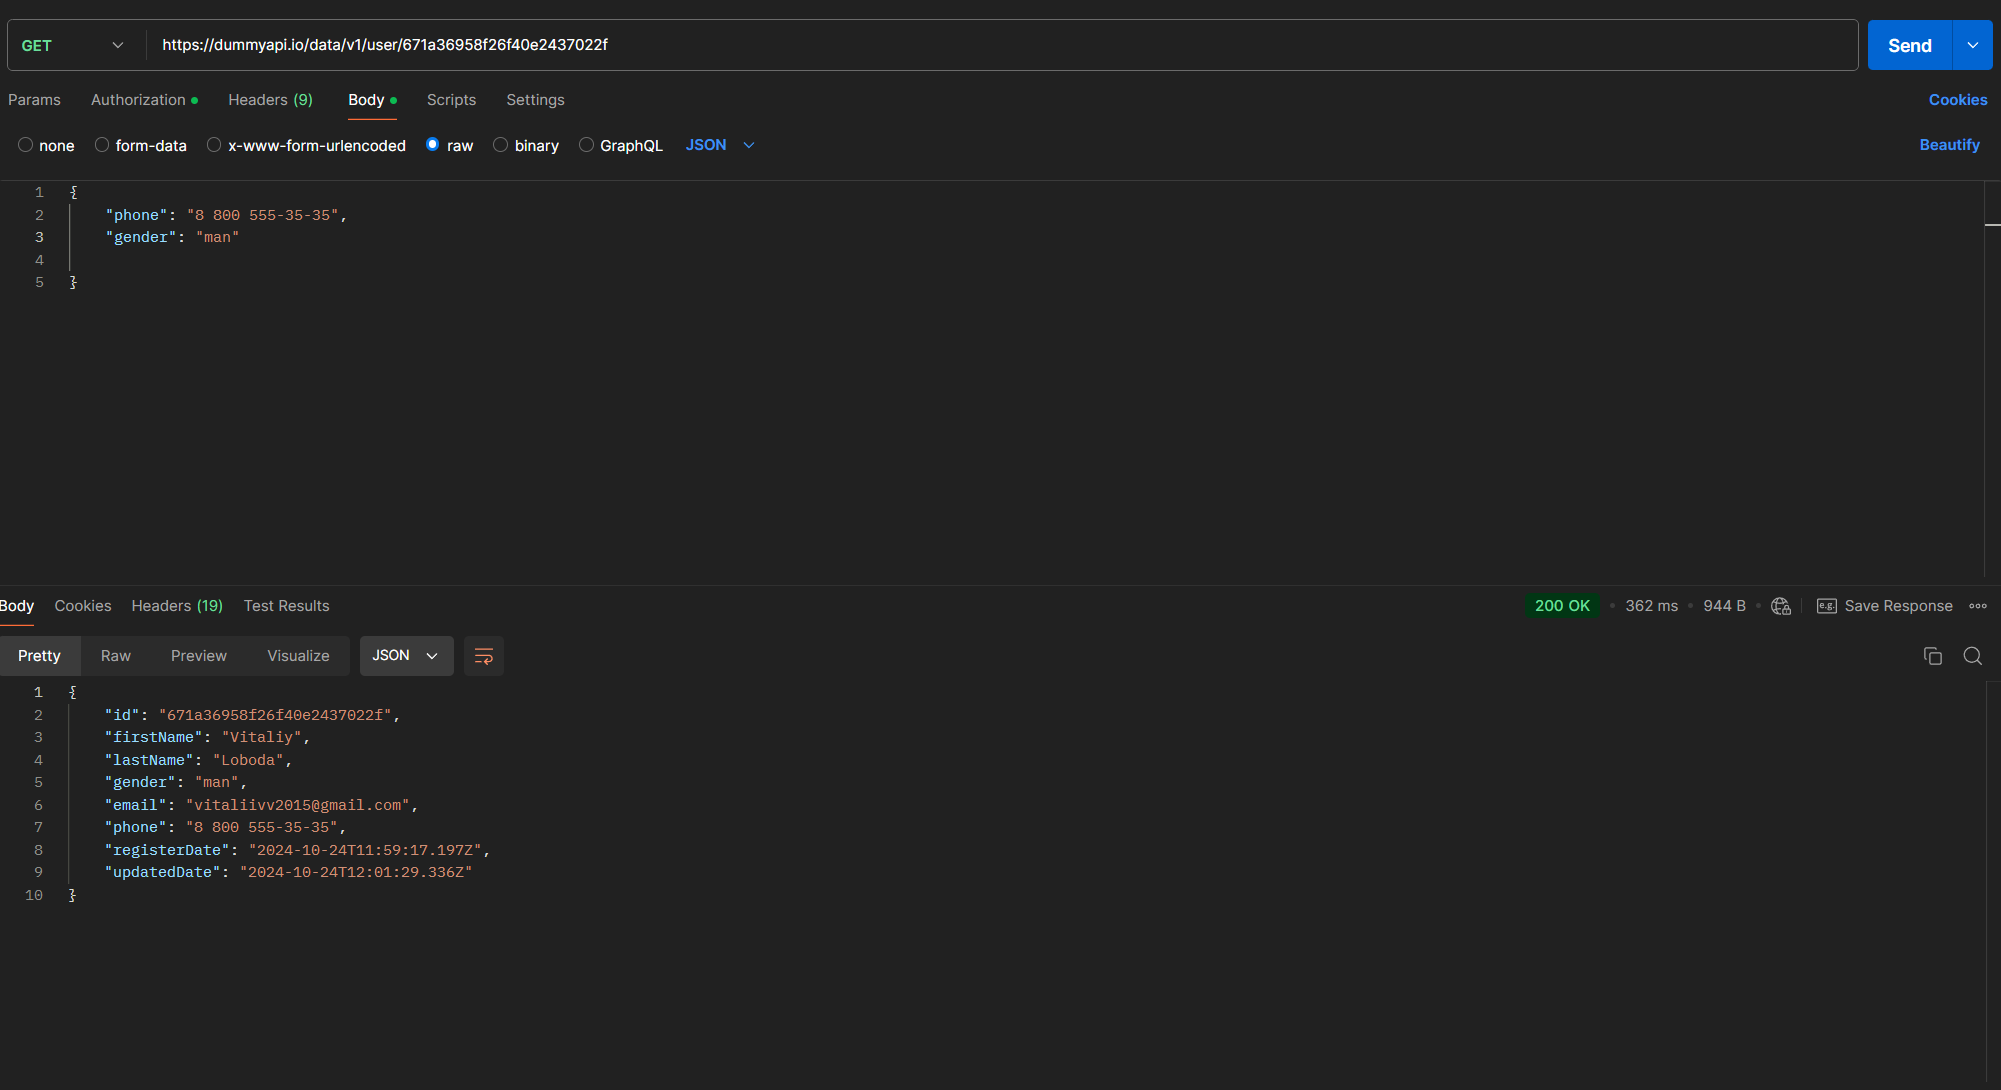 GET https://dummyapi.io/data/v1/user/671a36958f26f40e2437022f Send
Params Authorization Headers (9) Body Scripts Settings Cookies
none form-data x-www-form-urlencoded raw binary GraphQL JSON Beautify
1 {
2 "phone": "8 800 555-35-35",
3 "gender": "man"
4
5 }
Body Cookies Headers (19) Test Results 200 OK • 362 ms • 944 B • e.g. Save Response
Pretty Raw Preview Visualize JSON
1 {
2 "id": "671a36958f26f40e2437022f",
3 "firstName": "Vitaliy",
4 "lastName": "Loboda",
5 "gender": "man",
6 "email": "vitaliivv2015@gmail.com",
7 "phone": "8 800 555-35-35",
8 "registerDate": "2024-10-24T11:59:17.197Z",
9 "updatedDate": "2024-10-24T12:01:29.336Z"
10 }